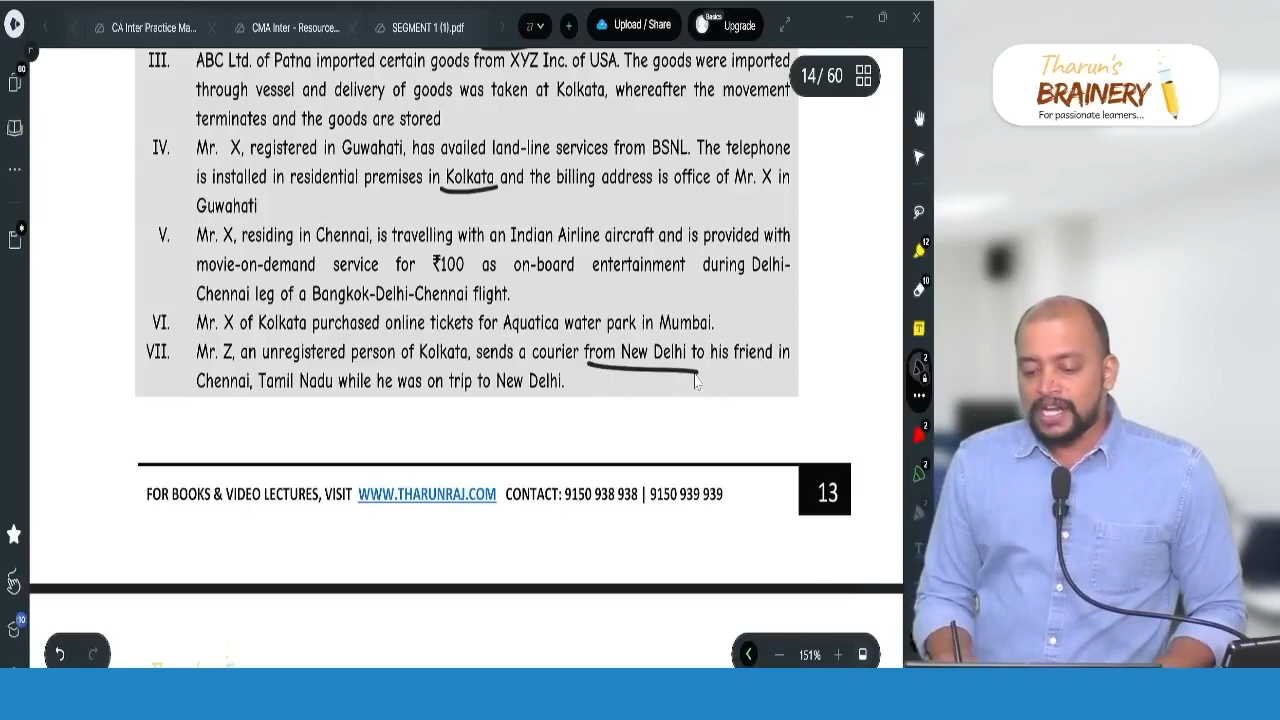 CA Inter Practice Ma...
CMA Inter - Resource...
SEGMENT 1 (1).pdf
27
Upload / Share
Basics
Upgrade
14/ 60
III. ABC Ltd. of Patna imported certain goods from XYZ Inc. of USA. The goods were imported
through vessel and delivery of goods was taken at Kolkata, whereafter the movement
terminates and the goods are stored
IV. Mr. X, registered in Guwahati, has availed land-line services from BSNL. The telephone
is installed in residential premises in Kolkata and the billing address is office of Mr. X in
Guwahati
V. Mr. X, residing in Chennai, is travelling with an Indian Airline aircraft and is provided with
movie-on-demand service for ₹100 as on-board entertainment during Delhi-
Chennai leg of a Bangkok-Delhi-Chennai flight.
VI. Mr. X of Kolkata purchased online tickets for Aquatica water park in Mumbai.
VII. Mr. Z, an unregistered person of Kolkata, sends a courier from New Delhi to his friend in
Chennai, Tamil Nadu while he was on trip to New Delhi.
FOR BOOKS & VIDEO LECTURES, VISIT WWW.THARUNRAJ.COM CONTACT: 9150 938 938 | 9150 939 939
13
151%
Tharun's
BRAINERY
For passionate learners...
60
10
12
10
2
2
2